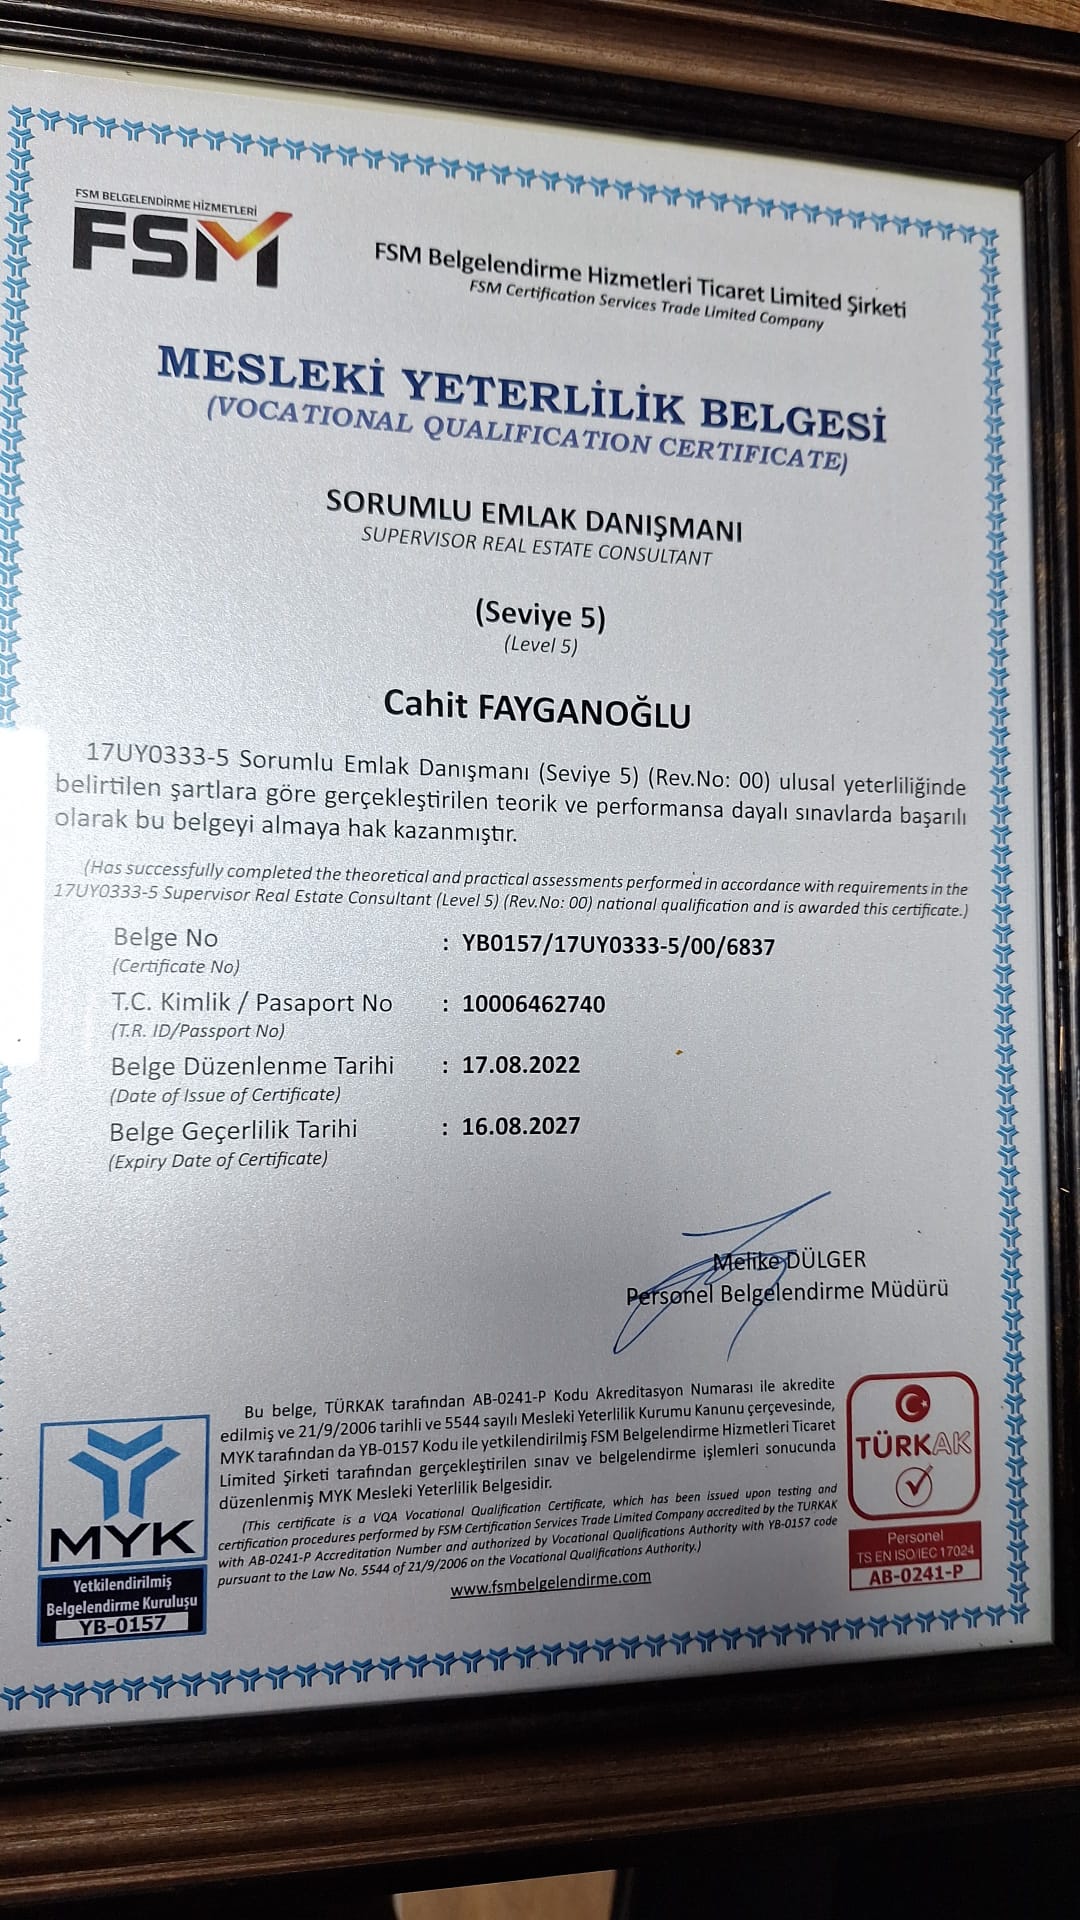 FSM BELGELENDİRME HİZMETLERİ
FSM
FSM Belgelendirme Hizmetleri Ticaret Limited Şirketi
FSM Certification Services Trade Limited Company
MESLEKİ YETERLİLİK BELGESİ
(VOCATIONAL QUALIFICATION CERTIFICATE)
SORUMLU EMLAK DANIŞMANI
SUPERVISOR REAL ESTATE CONSULTANT
(Seviye 5)
(Level 5)
Cahit FAYGANOĞLU
17UY0333-5 Sorumlu Emlak Danışmanı (Seviye 5) (Rev.No: 00) ulusal yeterliliğinde
belirtilen şartlara göre gerçekleştirilen teorik ve performansa dayalı sınavlarda başarılı
olarak bu belgeyi almaya hak kazanmıştır.
(Has successfully completed the theoretical and practical assessments performed in accordance with requirements in the
17UY0333-5 Supervisor Real Estate Consultant (Level 5) (Rev.No: 00) national qualification and is awarded this certificate.)
Belge No : YB0157/17UY0333-5/00/6837
(Certificate No)
T.C. Kimlik / Pasaport No : 10006462740
(T.R. ID/Passport No)
Belge Düzenlenme Tarihi : 17.08.2022
(Date of Issue of Certificate)
Belge Geçerlilik Tarihi : 16.08.2027
(Expiry Date of Certificate)
Melike DÜLGER
Personel Belgelendirme Müdürü
Bu belge, TÜRKAK tarafından AB-0241-P Kodu Akreditasyon Numarası ile akredite
edilmiş ve 21/9/2006 tarihli ve 5544 sayılı Mesleki Yeterlilik Kurumu Kanunu çerçevesinde,
MYK tarafından da YB-0157 Kodu ile yetkilendirilmiş FSM Belgelendirme Hizmetleri Ticaret
Limited Şirketi tarafından gerçekleştirilen sınav ve belgelendirme işlemleri sonucunda
düzenlenmiş MYK Mesleki Yeterlilik Belgesidir.
(This certificate is a VQA Vocational Qualification Certificate, which has been issued upon testing and
certification procedures performed by FSM Certification Services Trade Limited Company accredited by the TURKAK
with AB-0241-P Accreditation Number and authorized by Vocational Qualifications Authority with YB-0157 code
pursuant to the Law No. 5544 of 21/9/2006 on the Vocational Qualifications Authority.)
www.fsmbelgelendirme.com
MYK
Yetkilendirilmiş
Belgelendirme Kuruluşu
YB-0157
TÜRKAK
Personel
TS EN ISO/IEC 17024
AB-0241-P